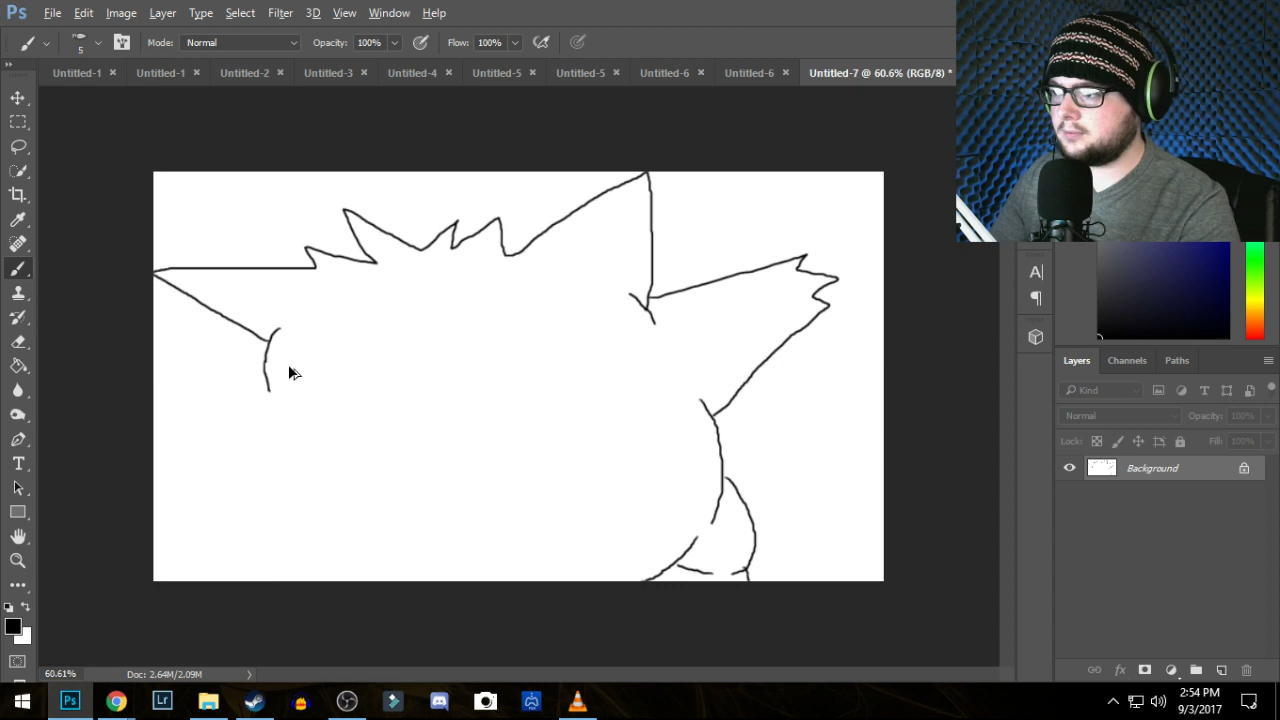 Ps File Edit Image Layer Type Select Filter 3D View Window Help
5 Mode: Normal Opacity: 100% Flow: 100%
Untitled-1 × Untitled-1 × Untitled-2 × Untitled-3 × Untitled-4 × Untitled-5 × Untitled-5 × Untitled-6 × Untitled-6 × Untitled-7 @ 60.6% (RGB/8) *
Layers Channels Paths
Kind
Normal Opacity: 100%
Lock: Fill: 100%
Background
60.61% Doc: 2.64M/2.09M
Ps Lr
2:54 PM
9/3/2017